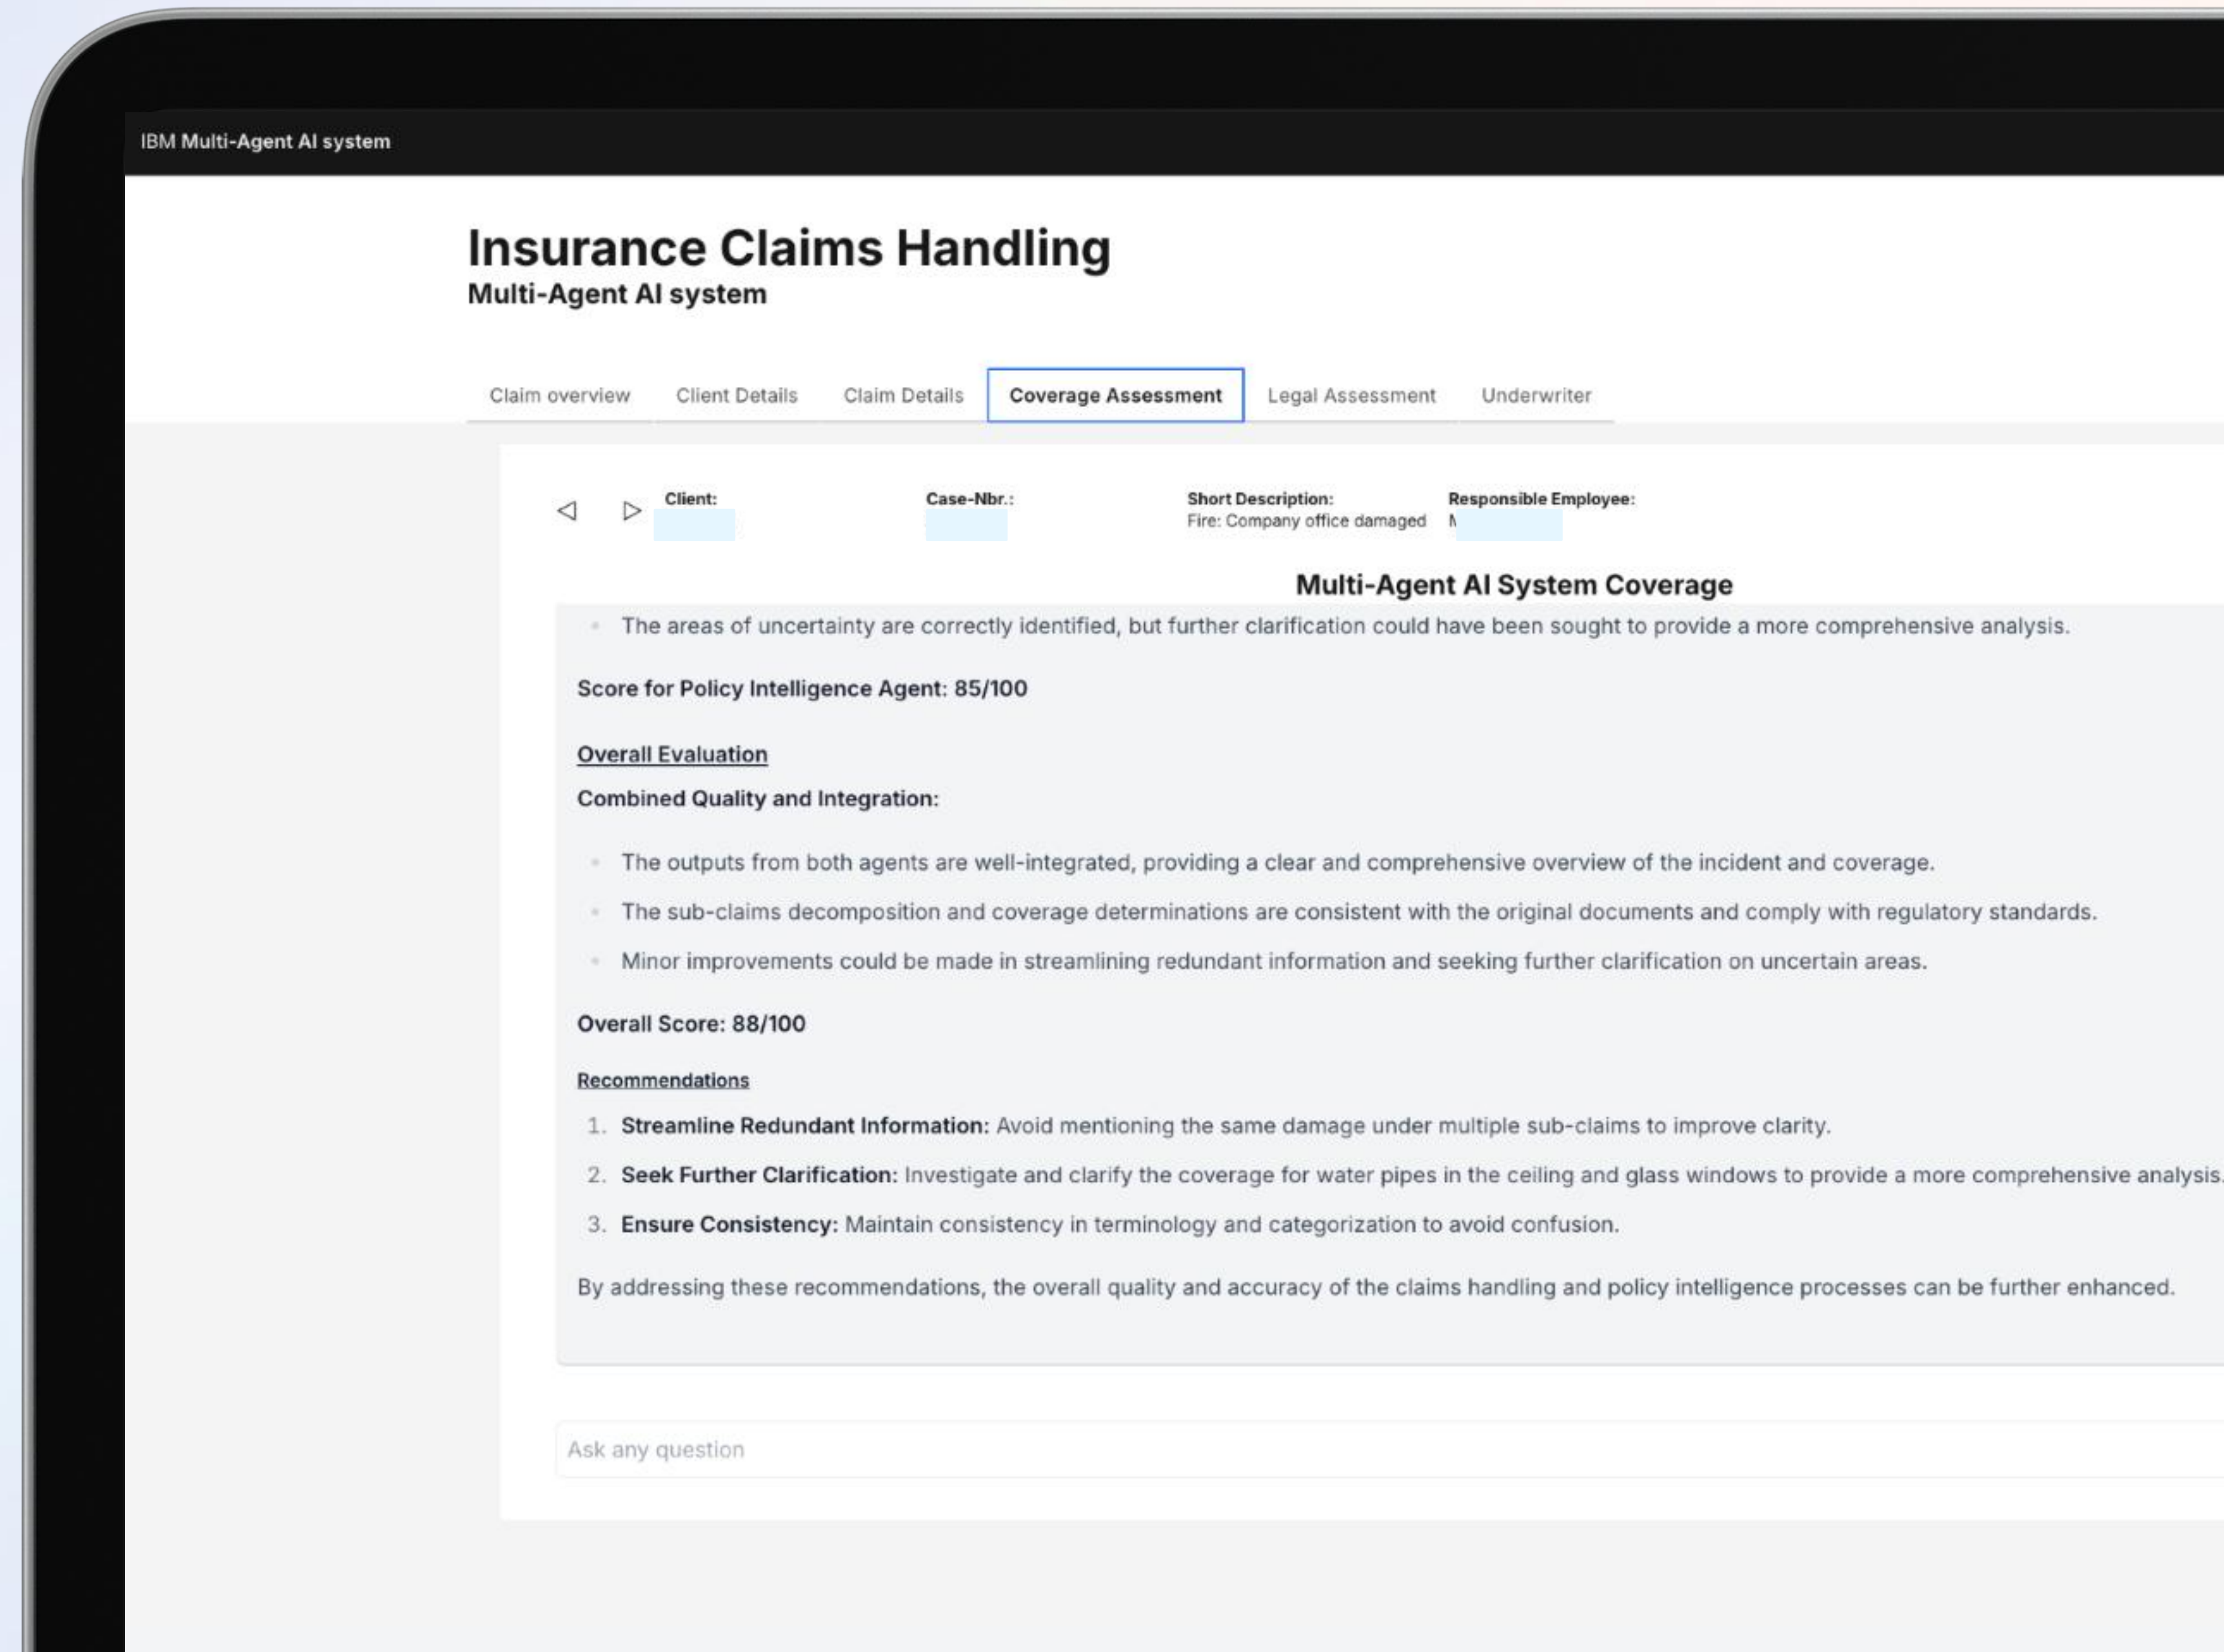 IBM Multi-Agent AI system
Insurance Claims Handling
Multi-Agent AI system
Claim overview Client Details Claim Details Coverage Assessment Legal Assessment Underwriter
Client: Case-Nbr.: Short Description: Responsible Employee:
Fire: Company office damaged
Multi-Agent AI System Coverage
The areas of uncertainty are correctly identified, but further clarification could have been sought to provide a more comprehensive analysis.
Score for Policy Intelligence Agent: 85/100
Overall Evaluation
Combined Quality and Integration:
The outputs from both agents are well-integrated, providing a clear and comprehensive overview of the incident and coverage.
The sub-claims decomposition and coverage determinations are consistent with the original documents and comply with regulatory standards.
Minor improvements could be made in streamlining redundant information and seeking further clarification on uncertain areas.
Overall Score: 88/100
Recommendations
1. Streamline Redundant Information: Avoid mentioning the same damage under multiple sub-claims to improve clarity.
2. Seek Further Clarification: Investigate and clarify the coverage for water pipes in the ceiling and glass windows to provide a more comprehensive analysis.
3. Ensure Consistency: Maintain consistency in terminology and categorization to avoid confusion.
By addressing these recommendations, the overall quality and accuracy of the claims handling and policy intelligence processes can be further enhanced.
Ask any question